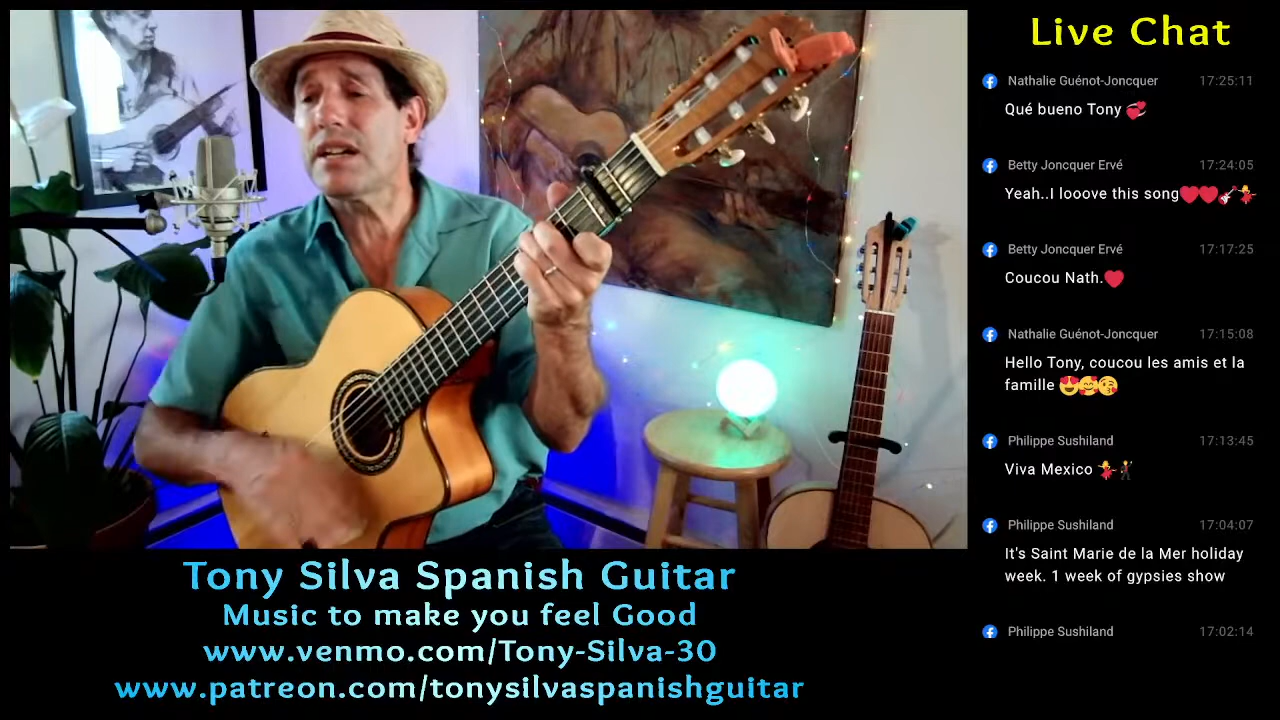 Live Chat
Nathalie Guénot-Joncquer 17:25:11
Qué bueno Tony 💞
Betty Joncquer Ervé 17:24:05
Yeah..I looove this song❤️❤️🎸💃
Betty Joncquer Ervé 17:17:25
Coucou Nath.❤️
Nathalie Guénot-Joncquer 17:15:08
Hello Tony, coucou les amis et la
famille 😍🥰😘
Philippe Sushiland 17:13:45
Viva Mexico 💃🕺
Philippe Sushiland 17:04:07
It's Saint Marie de la Mer holiday
week. 1 week of gypsies show
Philippe Sushiland 17:02:14
Tony Silva Spanish Guitar
Music to make you feel Good
www.venmo.com/Tony-Silva-30
www.patreon.com/tonysilvaspanishguitar